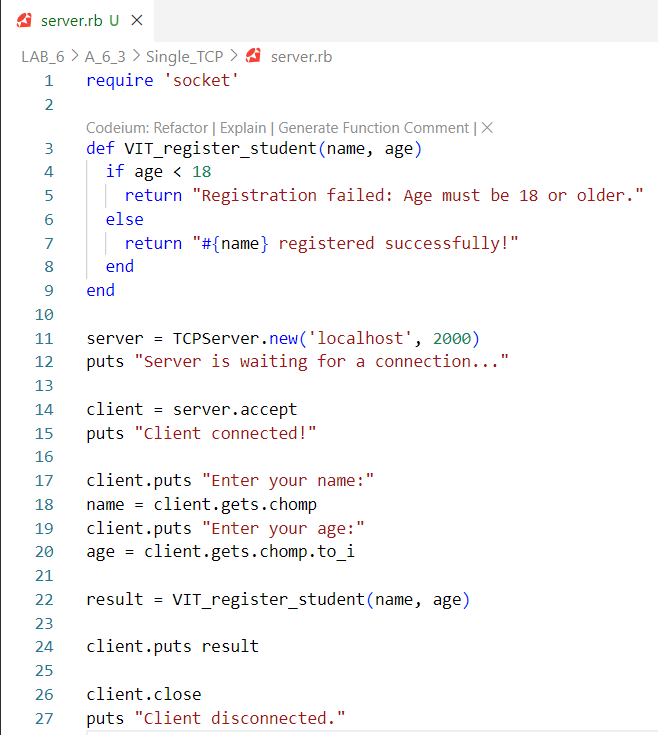 server.rb U ×
LAB_6 > A_6_3 > Single_TCP > server.rb
1 require 'socket'
2
Codeium: Refactor | Explain | Generate Function Comment | ×
3 def VIT_register_student(name, age)
4   if age < 18
5     return "Registration failed: Age must be 18 or older."
6   else
7     return "#{name} registered successfully!"
8   end
9 end
10
11 server = TCPServer.new('localhost', 2000)
12 puts "Server is waiting for a connection..."
13
14 client = server.accept
15 puts "Client connected!"
16
17 client.puts "Enter your name:"
18 name = client.gets.chomp
19 client.puts "Enter your age:"
20 age = client.gets.chomp.to_i
21
22 result = VIT_register_student(name, age)
23
24 client.puts result
25
26 client.close
27 puts "Client disconnected."